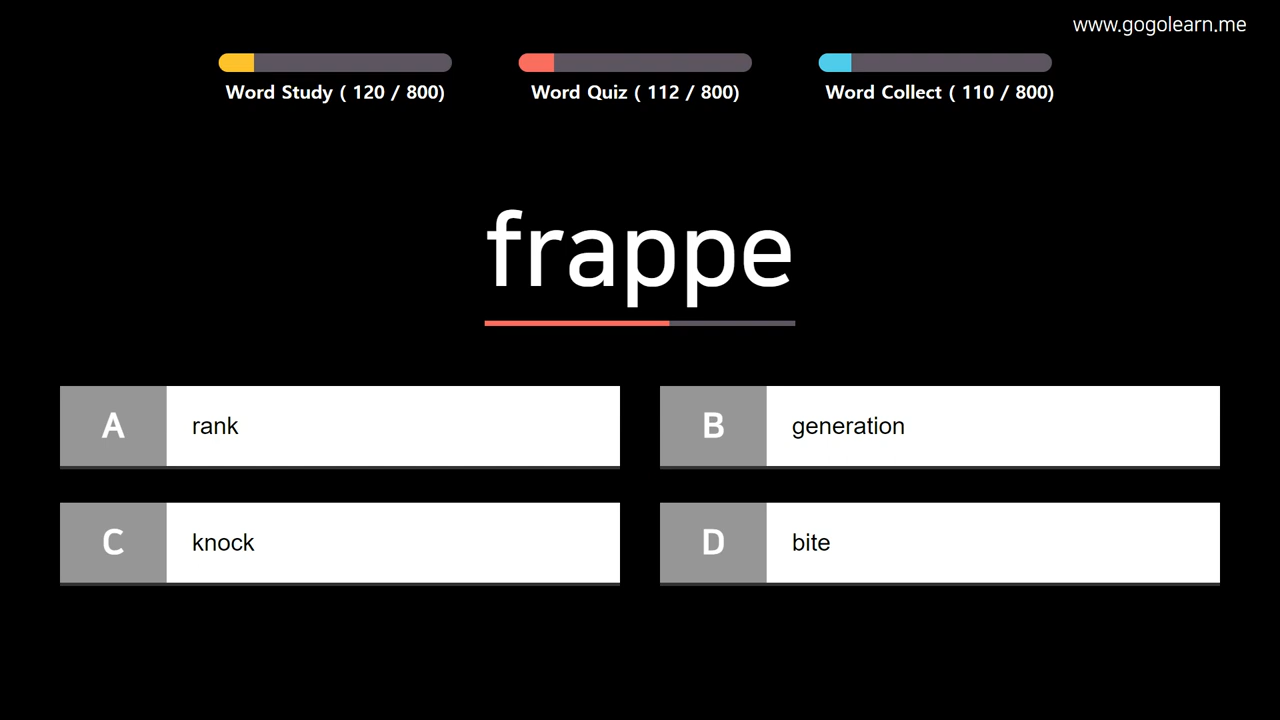 www.gogolearn.me
Word Study ( 120 / 800)
Word Quiz ( 112 / 800)
Word Collect ( 110 / 800)
frappe
A rank
B generation
C knock
D bite